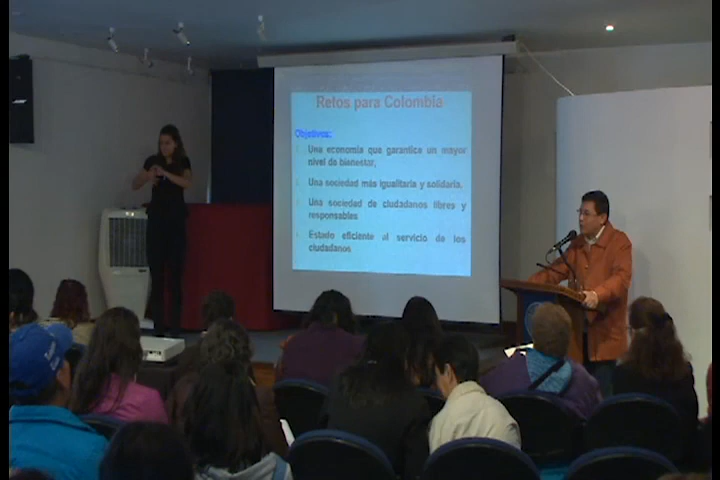 Retos para Colombia
Objetivos:
Una economía que garantice un mayor
nivel de bienestar,
Una sociedad más igualitaria y solidaria.
Una sociedad de ciudadanos libres y
responsables
Estado eficiente al servicio de los
ciudadanos